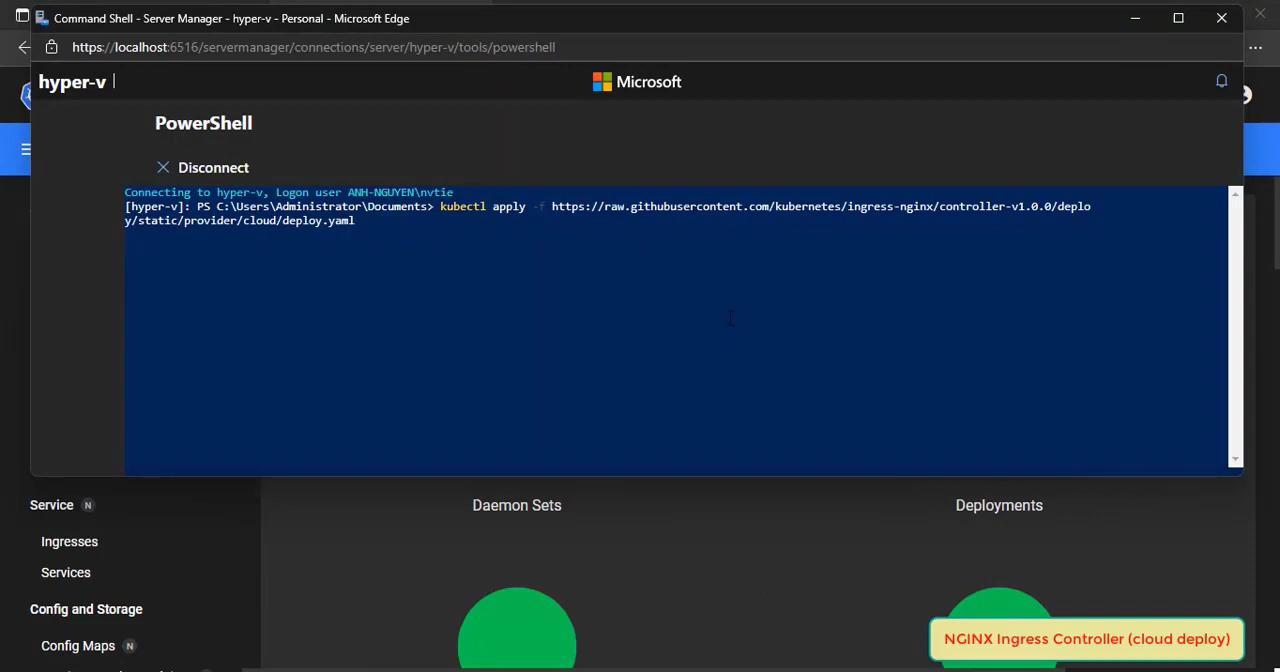 Command Shell - Server Manager - hyper-v - Personal - Microsoft Edge
https://localhost:6516/servermanager/connections/server/hyper-v/tools/powershell
hyper-v |
Microsoft
PowerShell
Disconnect
Connecting to hyper-v, Logon user ANH-NGUYEN\nvtie
[hyper-v]: PS C:\Users\Administrator\Documents> kubectl apply -f https://raw.githubusercontent.com/kubernetes/ingress-nginx/controller-v1.0.0/deplo
y/static/provider/cloud/deploy.yaml
Service N
Daemon Sets
Deployments
Ingresses
Services
Config and Storage
Config Maps N
NGINX Ingress Controller (cloud deploy)